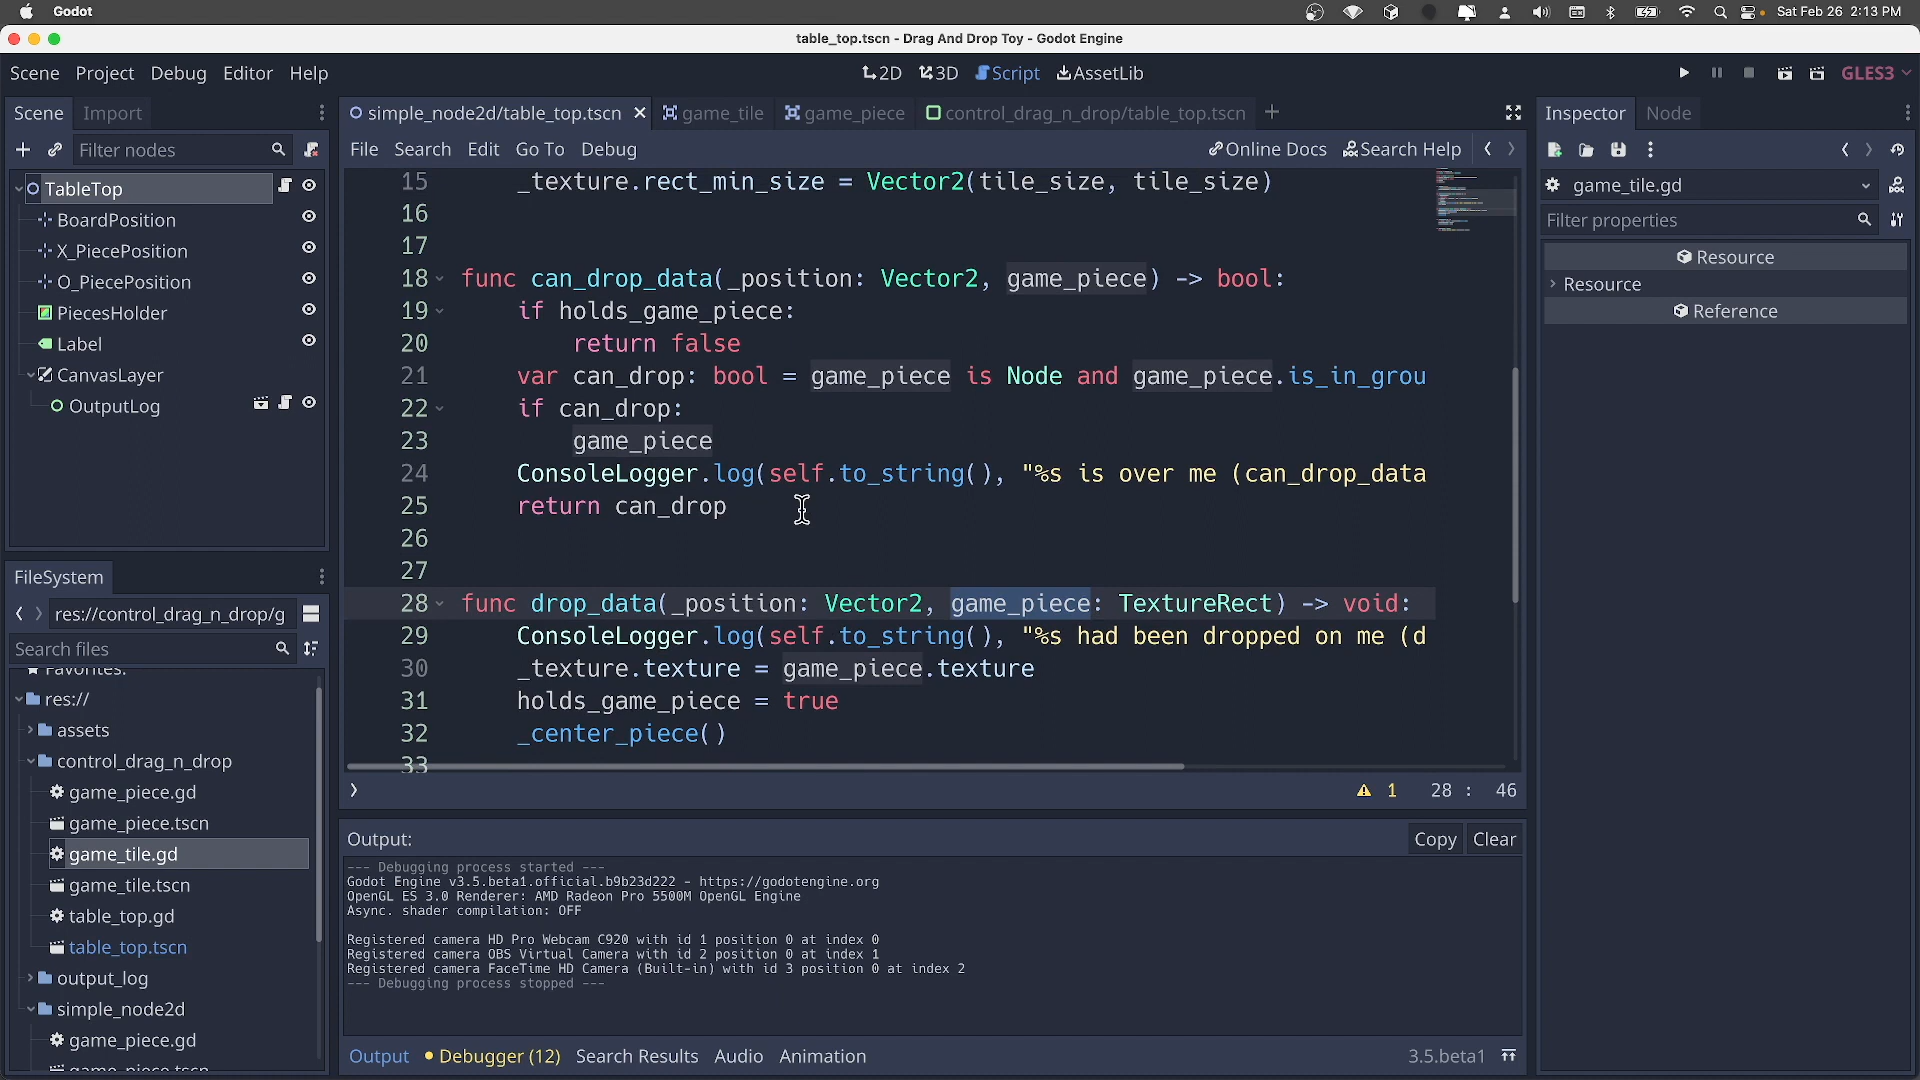 Godot
Sat Feb 26 2:13 PM
table_top.tscn - Drag And Drop Toy - Godot Engine
Scene Project Debug Editor Help
2D 3D Script AssetLib
GLES3
Scene Import
simple_node2d/table_top.tscn game_tile game_piece control_drag_n_drop/table_top.tscn
Inspector Node
Filter nodes
File Search Edit Go To Debug
Online Docs Search Help
game_tile.gd
Filter properties
Resource
Resource
Reference
TableTop
BoardPosition
X_PiecePosition
O_PiecePosition
PiecesHolder
Label
CanvasLayer
OutputLog
15 _texture.rect_min_size = Vector2(tile_size, tile_size)
16
17
18 func can_drop_data(_position: Vector2, game_piece) -> bool:
19 if holds_game_piece:
20 return false
21 var can_drop: bool = game_piece is Node and game_piece.is_in_grou
22 if can_drop:
23 game_piece
24 ConsoleLogger.log(self.to_string(), "%s is over me (can_drop_data
25 return can_drop
26
27
28 func drop_data(_position: Vector2, game_piece: TextureRect) -> void:
29 ConsoleLogger.log(self.to_string(), "%s had been dropped on me (d
30 _texture.texture = game_piece.texture
31 holds_game_piece = true
32 _center_piece()
33
1 28 : 46
FileSystem
res://control_drag_n_drop/g
Search files
Favorites:
res://
assets
control_drag_n_drop
game_piece.gd
game_piece.tscn
game_tile.gd
game_tile.tscn
table_top.gd
table_top.tscn
output_log
simple_node2d
game_piece.gd
game_piece.tscn
Output:
Copy Clear
--- Debugging process started ---
Godot Engine v3.5.beta1.official.b9b23d222 - https://godotengine.org
OpenGL ES 3.0 Renderer: AMD Radeon Pro 5500M OpenGL Engine
Async. shader compilation: OFF
Registered camera HD Pro Webcam C920 with id 1 position 0 at index 0
Registered camera OBS Virtual Camera with id 2 position 0 at index 1
Registered camera FaceTime HD Camera (Built-in) with id 3 position 0 at index 2
--- Debugging process stopped ---
Output Debugger (12) Search Results Audio Animation
3.5.beta1